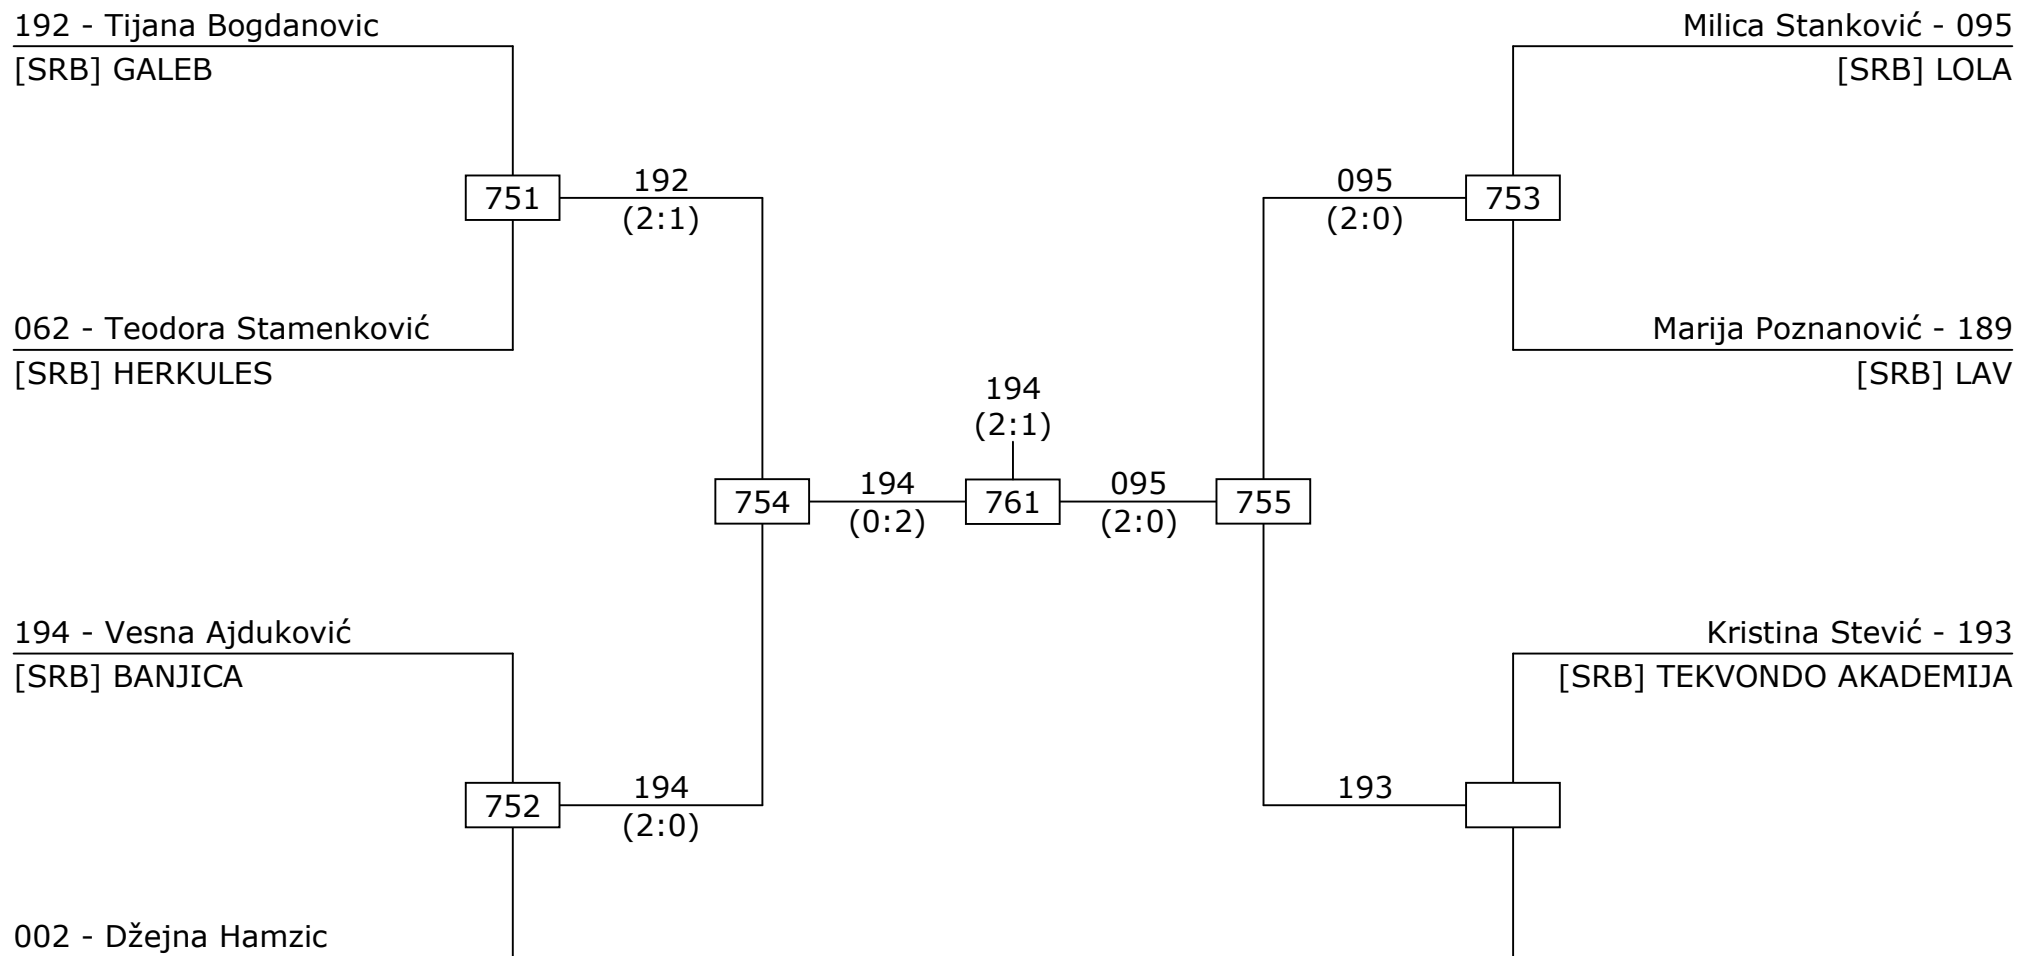 192 - Tijana Bogdanovic
[SRB] GALEB
Milica Stanković - 095
[SRB] LOLA
751
192
(2:1)
095
(2:0)
753
062 - Teodora Stamenković
[SRB] HERKULES
Marija Poznanović - 189
[SRB] LAV
194
(2:1)
754
194
(0:2)
761
095
(2:0)
755
194 - Vesna Ajduković
[SRB] BANJICA
Kristina Stević - 193
[SRB] TEKVONDO AKADEMIJA
752
194
(2:0)
193
002 - Džejna Hamzic